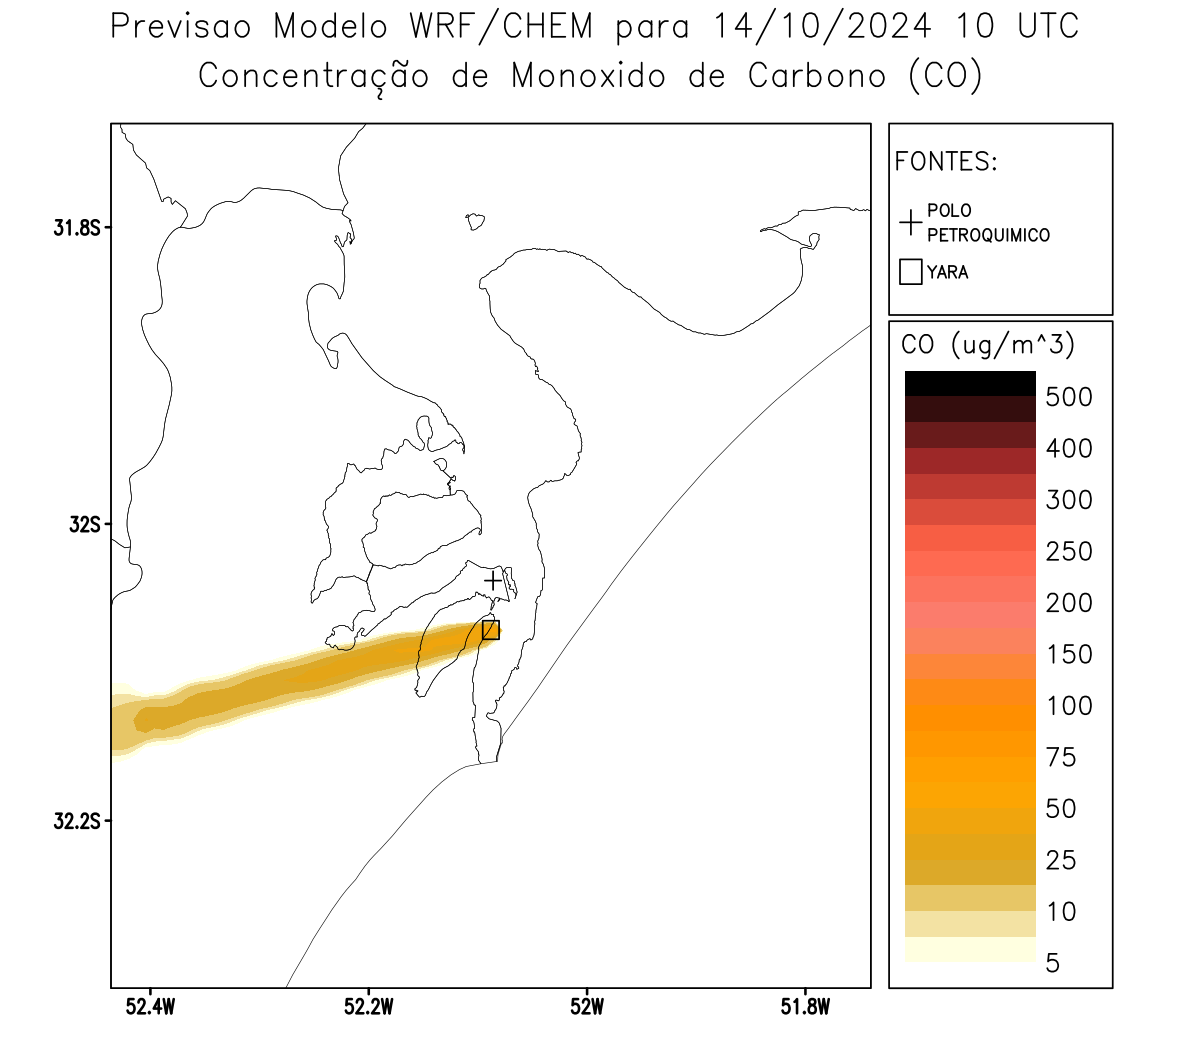 Previsao Modelo WRF/CHEM para 14/10/2024 10 UTC
Concentração de Monoxido de Carbono (CO)
FONTES:
POLO
PETROQUIMICO
YARA
CO (ug/m^3)
500
400
300
250
200
150
100
75
50
25
10
5
31.8S
32S
32.2S
52.4W
52.2W
52W
51.8W